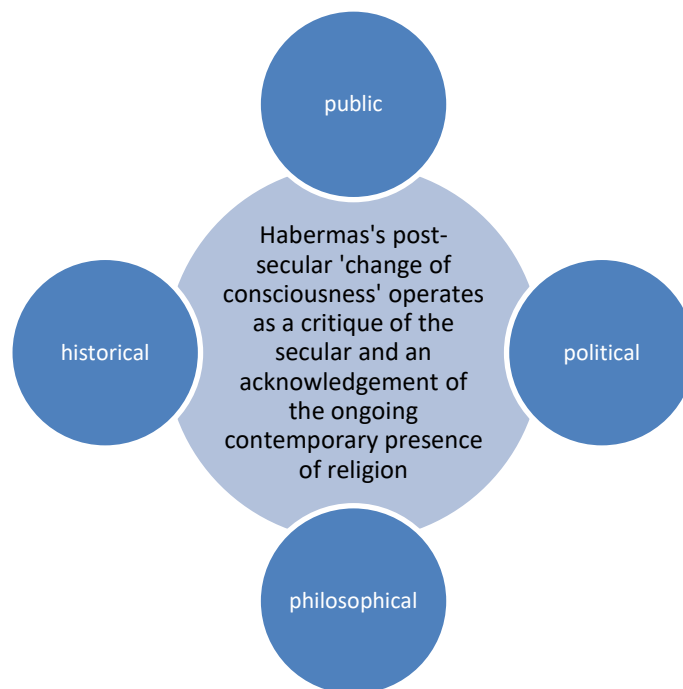 public
Habermas's post-
secular 'change of
consciousness' operates
as a critique of the
secular and an
acknowledgement of
the ongoing
contemporary presence
of religion
historical
political
philosophical